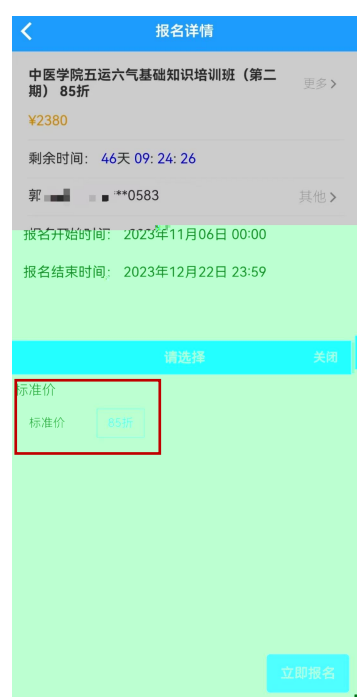 报名详情
中医学院五运六气基础知识培训班（第二
期） 85折
更多
¥2380
剩余时间： 46天 09: 24: 26
郭 **0583
其他
报名开始时间： 2023年11月06日 00:00
报名结束时间： 2023年12月22日 23:59
请选择 关闭
标准价
标准价 85折
立即报名